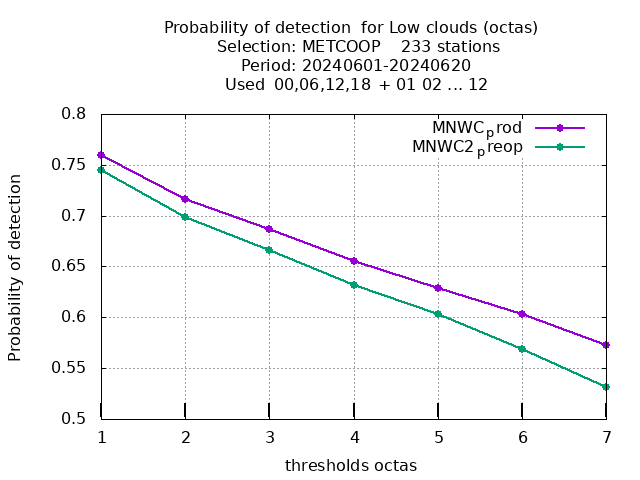 Probability of detection  for Low clouds (octas)
Selection: METCOOP    233 stations
Period: 20240601-20240620
Used  00,06,12,18 + 01 02 ... 12
0.8
0.75
0.7
0.65
0.6
0.55
0.5
Probability of detection
MNWC_prod
MNWC2_preop
1 2 3 4 5 6 7
thresholds octas